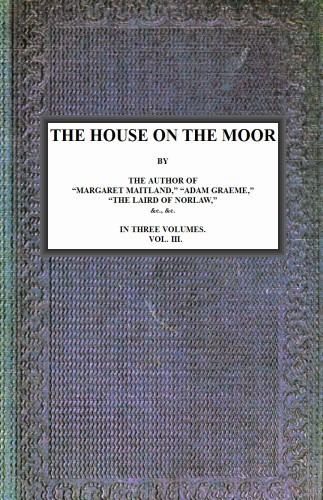 THE HOUSE ON THE MOOR
BY
THE AUTHOR OF
“MARGARET MAITLAND,” “ADAM GRAEME,”
“THE LAIRD OF NORLAW,”
&c., &c.
IN THREE VOLUMES.
VOL. III.